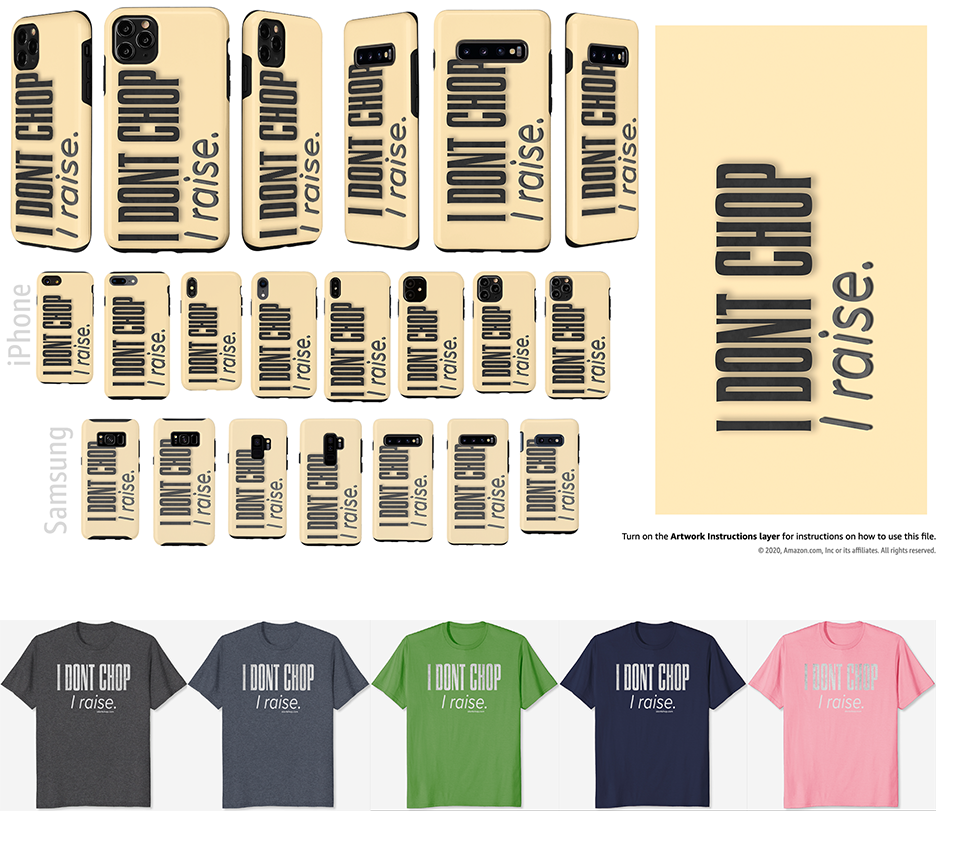 I DONT CHOP
I raise.
I DONT CHOP
I raise.
I DONT CHOP
I raise.
I DONT CHOP
I raise.
I DONT CHOP
I raise.
I DONT CHOP
I raise.
I DONT CHOP
I raise.
iPhone
I DONT CHOP
I raise.
I DONT CHOP
I raise.
I DONT CHOP
I raise.
I DONT CHOP
I raise.
I DONT CHOP
I raise.
I DONT CHOP
I raise.
I DONT CHOP
I raise.
I DONT CHOP
I raise.
Samsung
I DONT CHOP
I raise.
I DONT CHOP
I raise.
I DONT CHOP
I raise.
I DONT CHOP
I raise.
I DONT CHOP
I raise.
I DONT CHOP
I raise.
I DONT CHOP
I raise.
Turn on the Artwork Instructions layer for instructions on how to use this file.
© 2020, Amazon.com, Inc or its affiliates. All rights reserved.
I DONT CHOP
I raise.
I DONT CHOP
I raise.
I DONT CHOP
I raise.
I DONT CHOP
I raise.
I DONT CHOP
I raise.